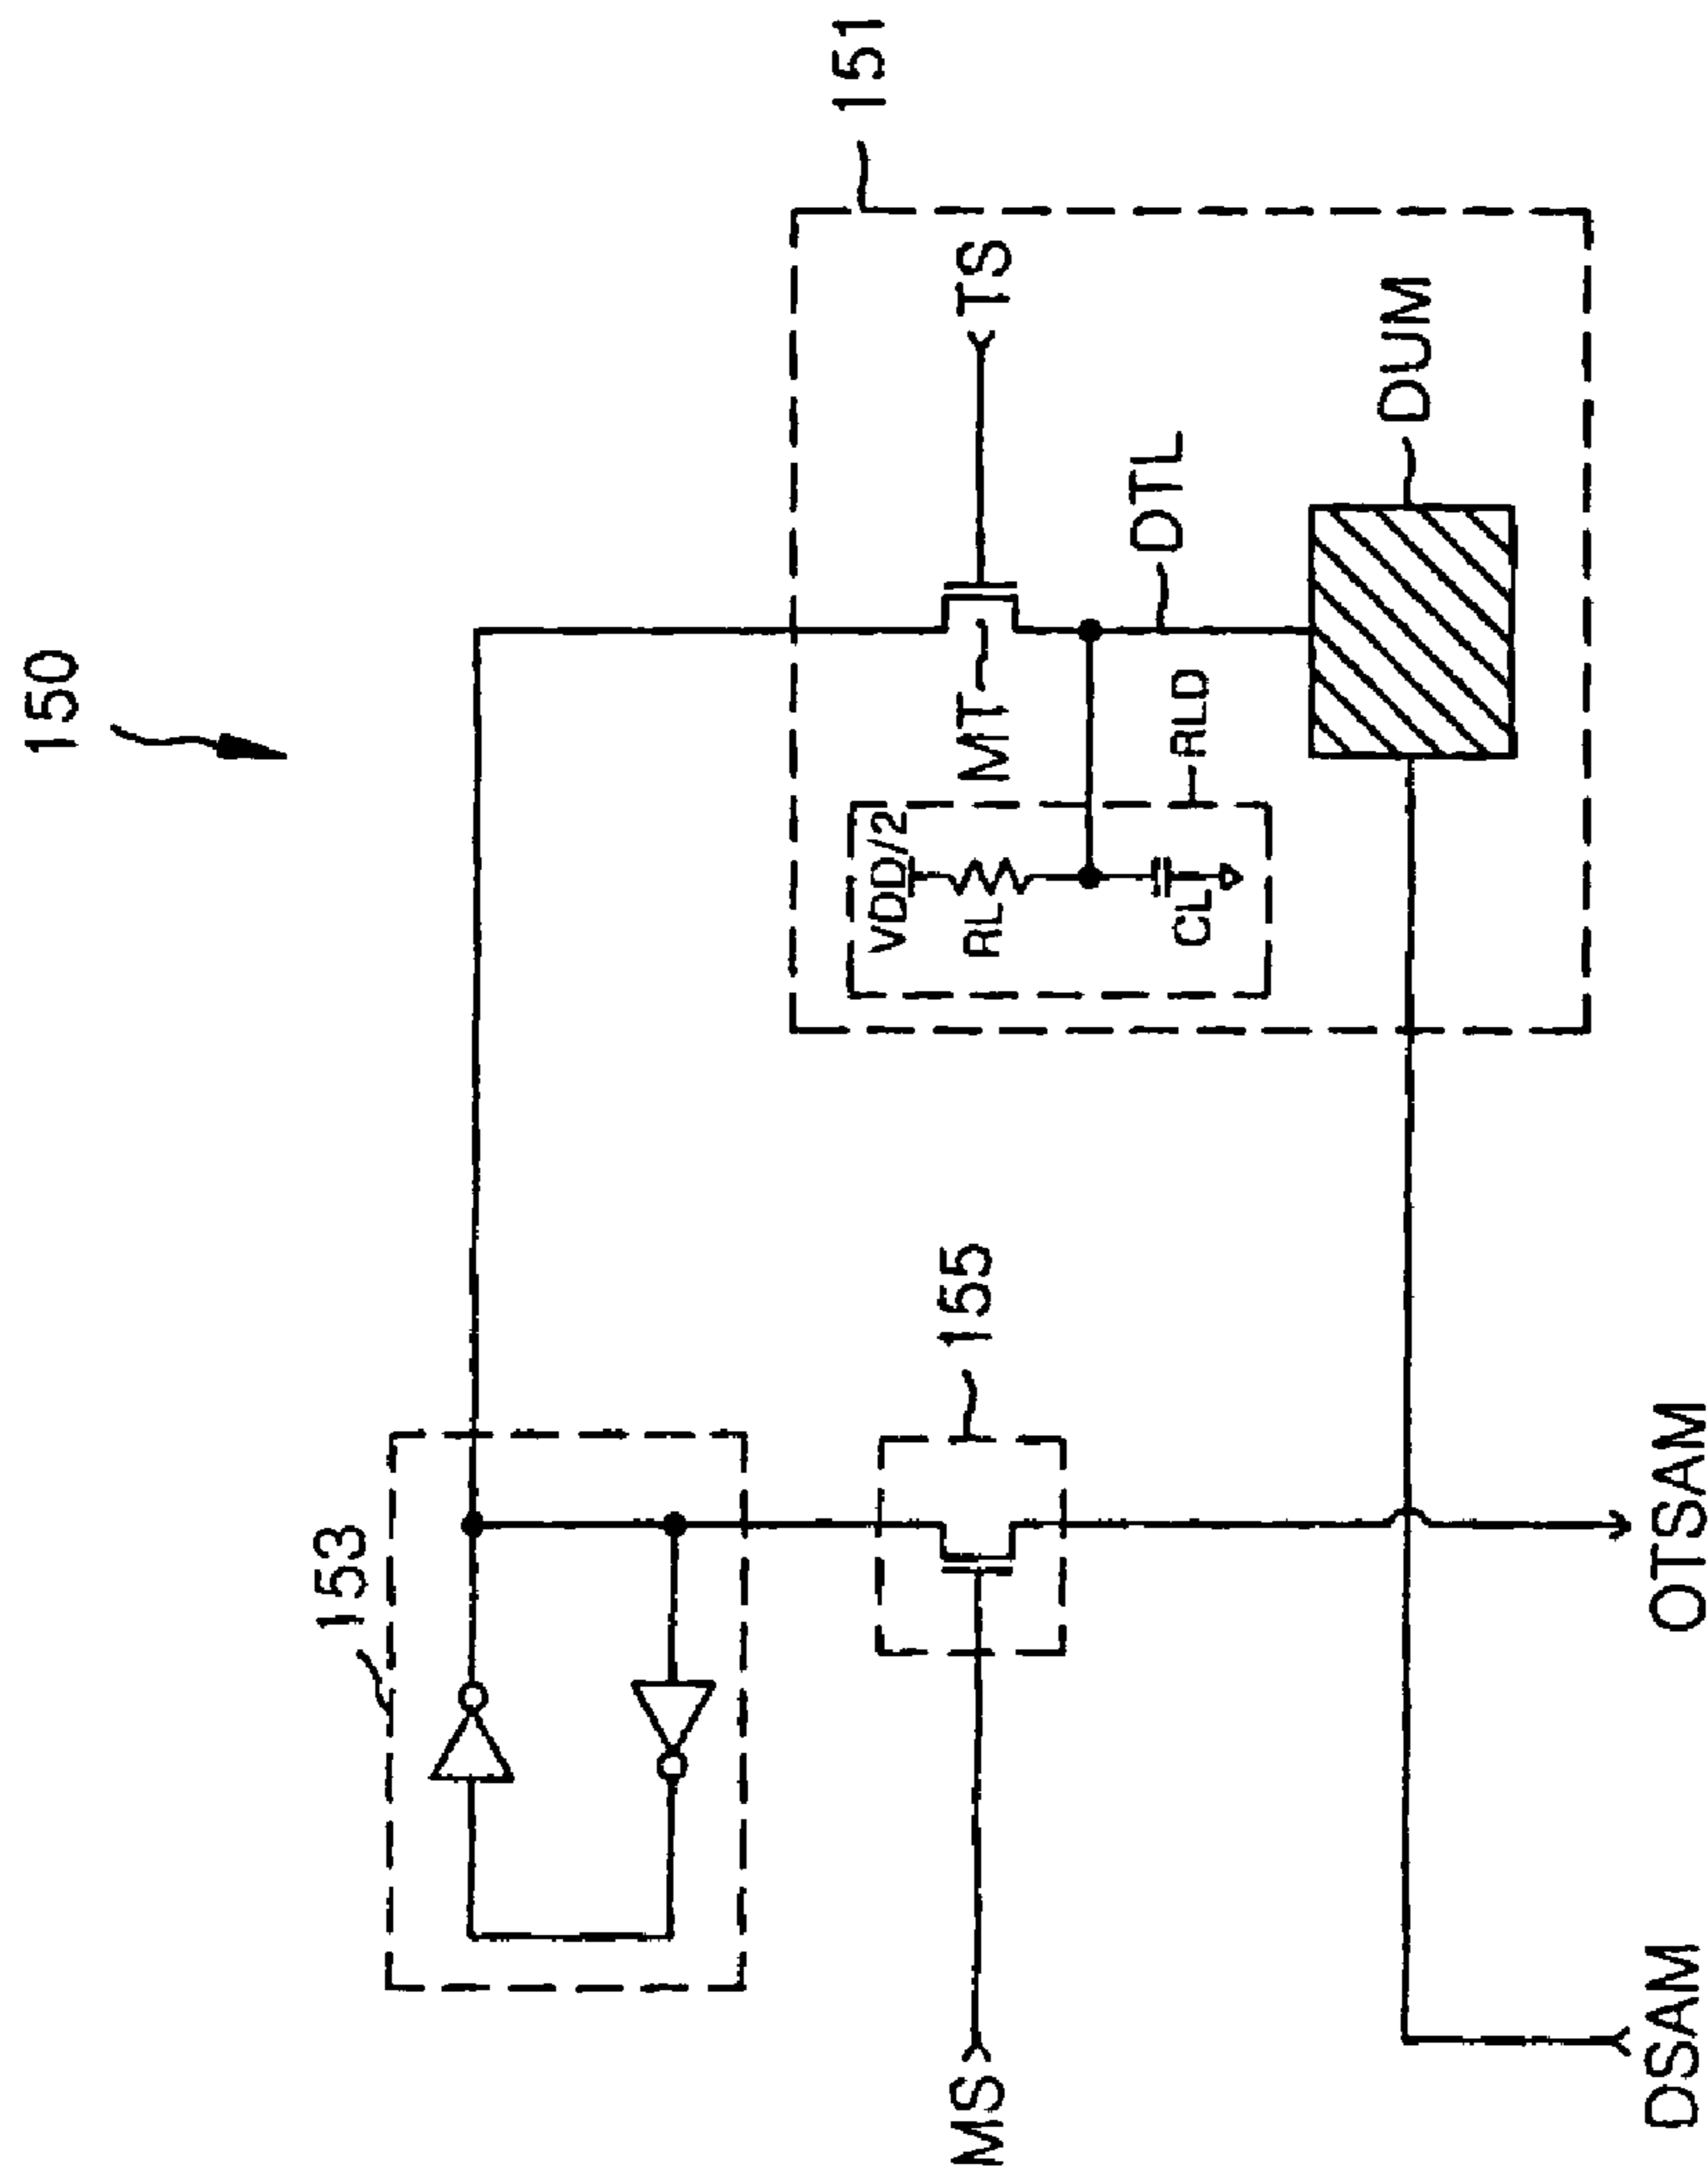 150
151
153
155
TS
MT
DTL
VDD/2
RL
CL
RLD
DUM
MS
DSAM
OTSAM